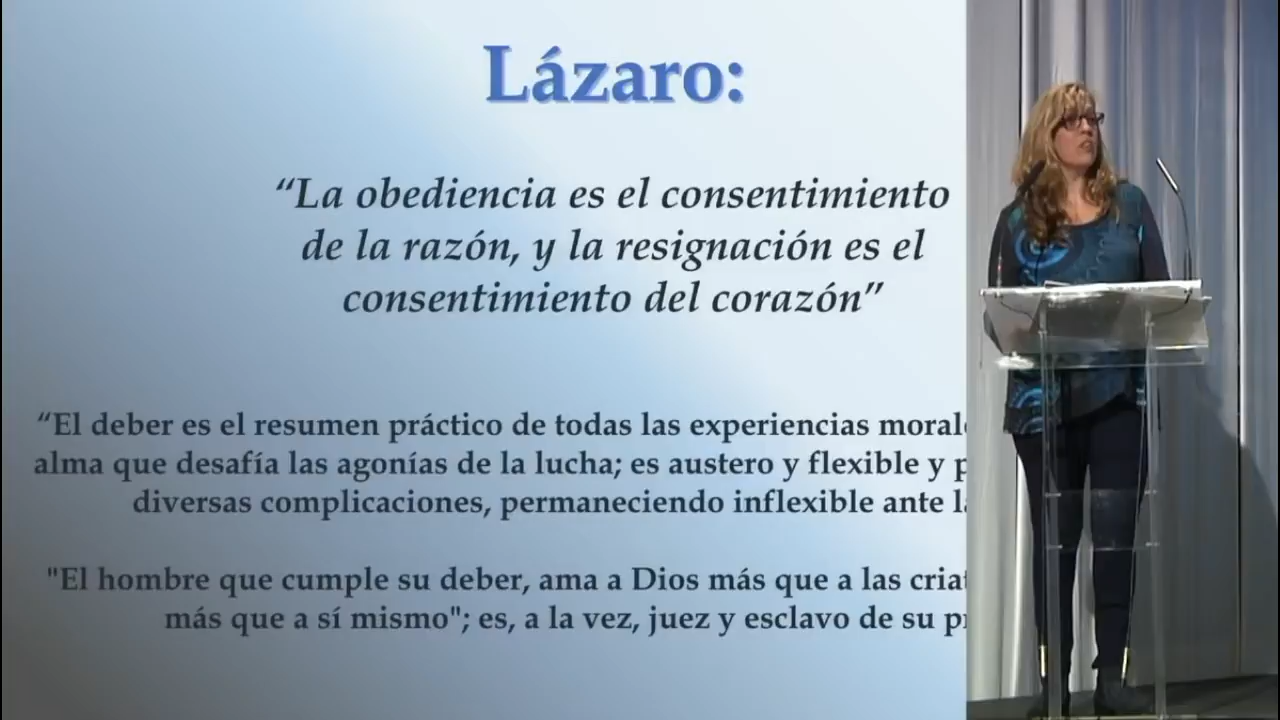 Lázaro:
“La obediencia es el consentimiento
de la razón, y la resignación es el
consentimiento del corazón”
“El deber es el resumen práctico de todas las experiencias
alma que desafía las agonías de la lucha; es austero y flexible y
diversas complicaciones, permaneciendo inflexible ante
"El hombre que cumple su deber, ama a Dios más que a las
más que a sí mismo"; es, a la vez, juez y esclavo de su